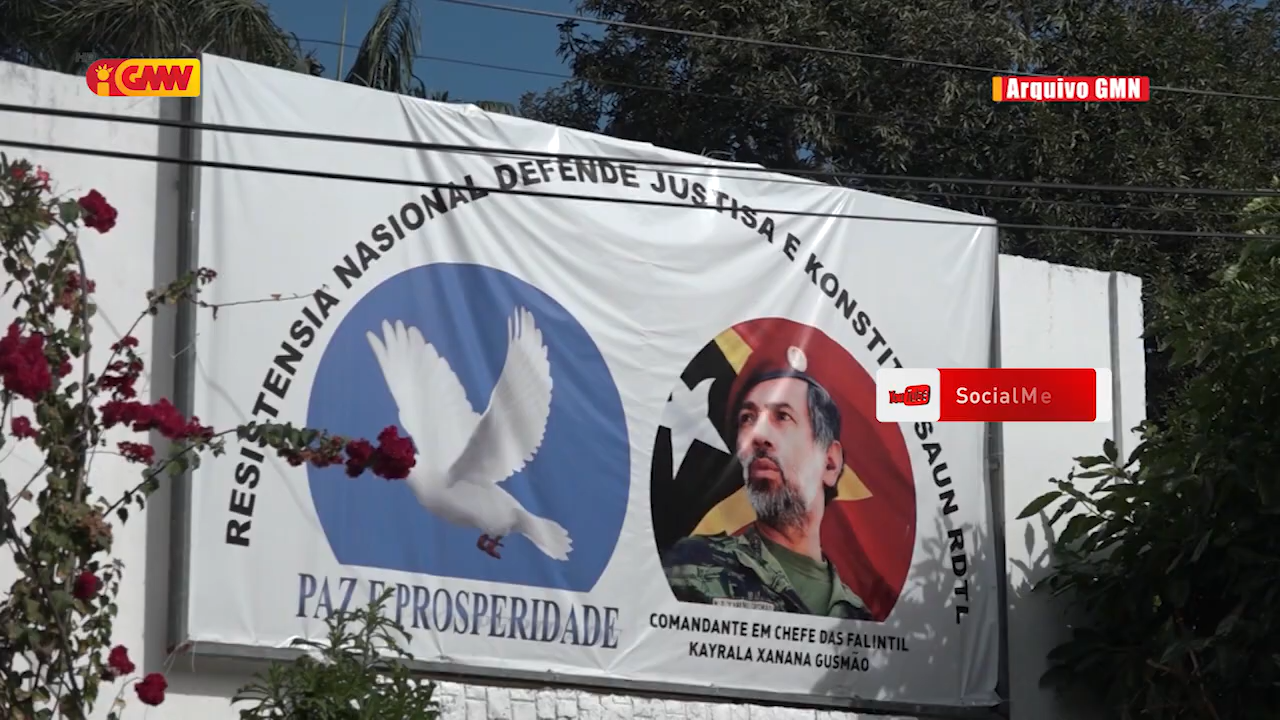 GMN
Arquivo GMN
RESISTENSIA NASIONAL DEFENDE JUSTISA E KONSTIT SAUN RDTL
SocialMe
PAZ E PROSPERIDADE
COMANDANTE EM CHEFE DAS FALINTIL
KAYRALA XANANA GUSMÃO